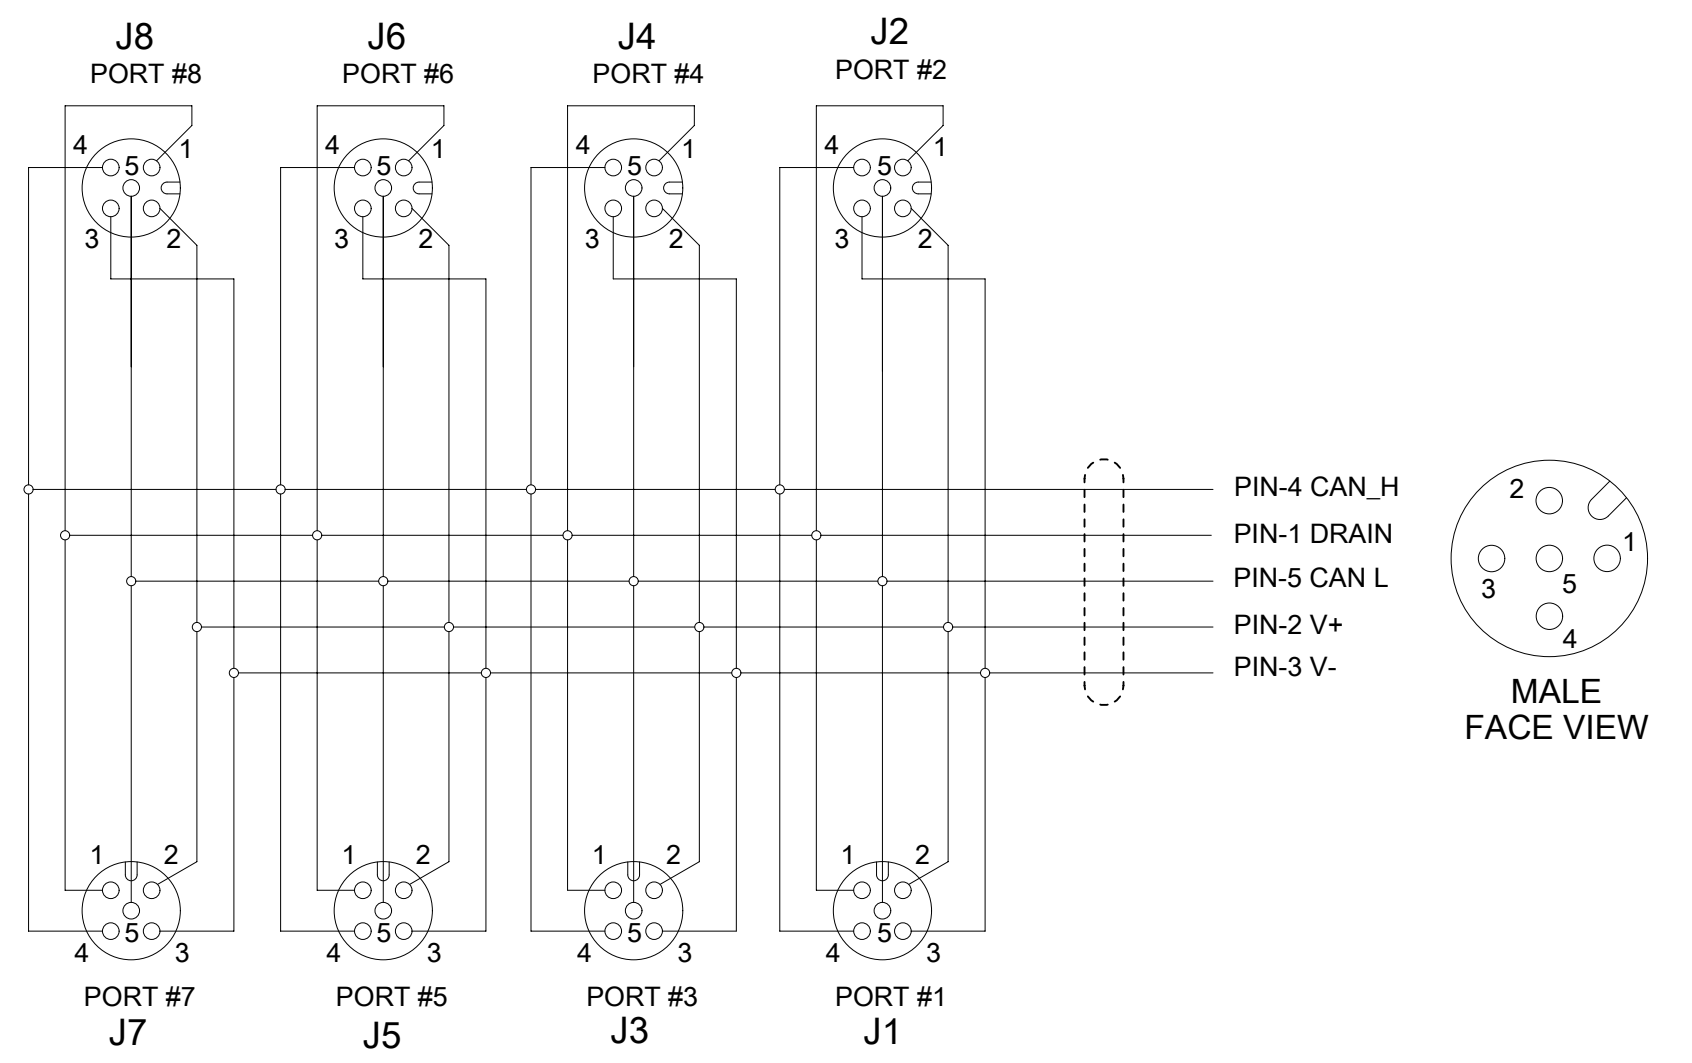 J8
J6
J4
J2
PORT #8
PORT #6
PORT #4
PORT #2
4
5
1
3
2
4
5
1
3
2
4
5
1
3
2
4
5
1
3
2
PIN-4 CAN_H
PIN-1 DRAIN
PIN-5 CAN L
PIN-2 V+
PIN-3 V-
2
1
3
5
4
MALE
FACE VIEW
1
2
5
4
3
1
2
5
4
3
1
2
5
4
3
1
2
5
4
3
PORT #7
PORT #5
PORT #3
PORT #1
J7
J5
J3
J1